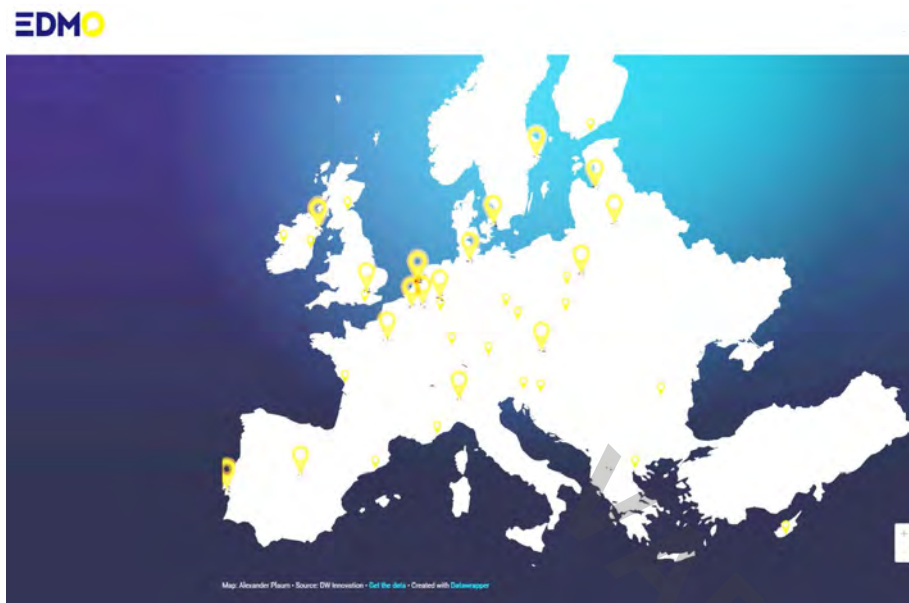 EDMO
Map: Alexander Plaum • Source: DW Innovation • Get the data • Created with Datawrapper